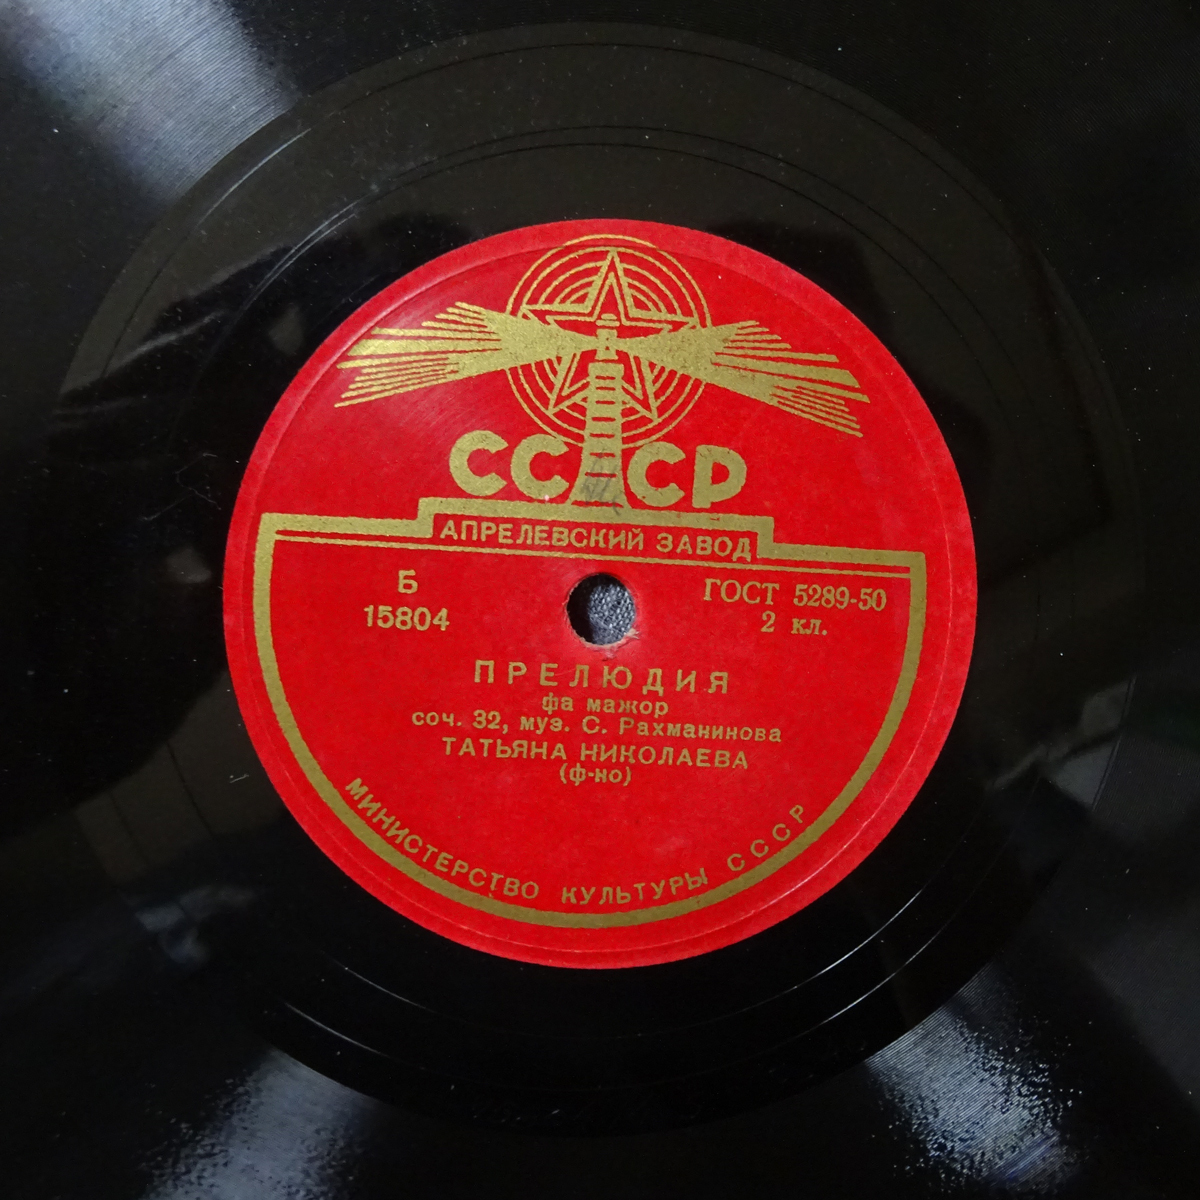 СССР
АПРЕЛЕВСКИЙ ЗАВОД
Б
15804
ГОСТ 5289-50
2 кл.
ПРЕЛЮДИЯ
фа мажор
соч. 32, муз. С. Рахманинова
ТАТЬЯНА НИКОЛАЕВА
(ф-но)
МИНИСТЕРСТВО КУЛЬТУРЫ СССР